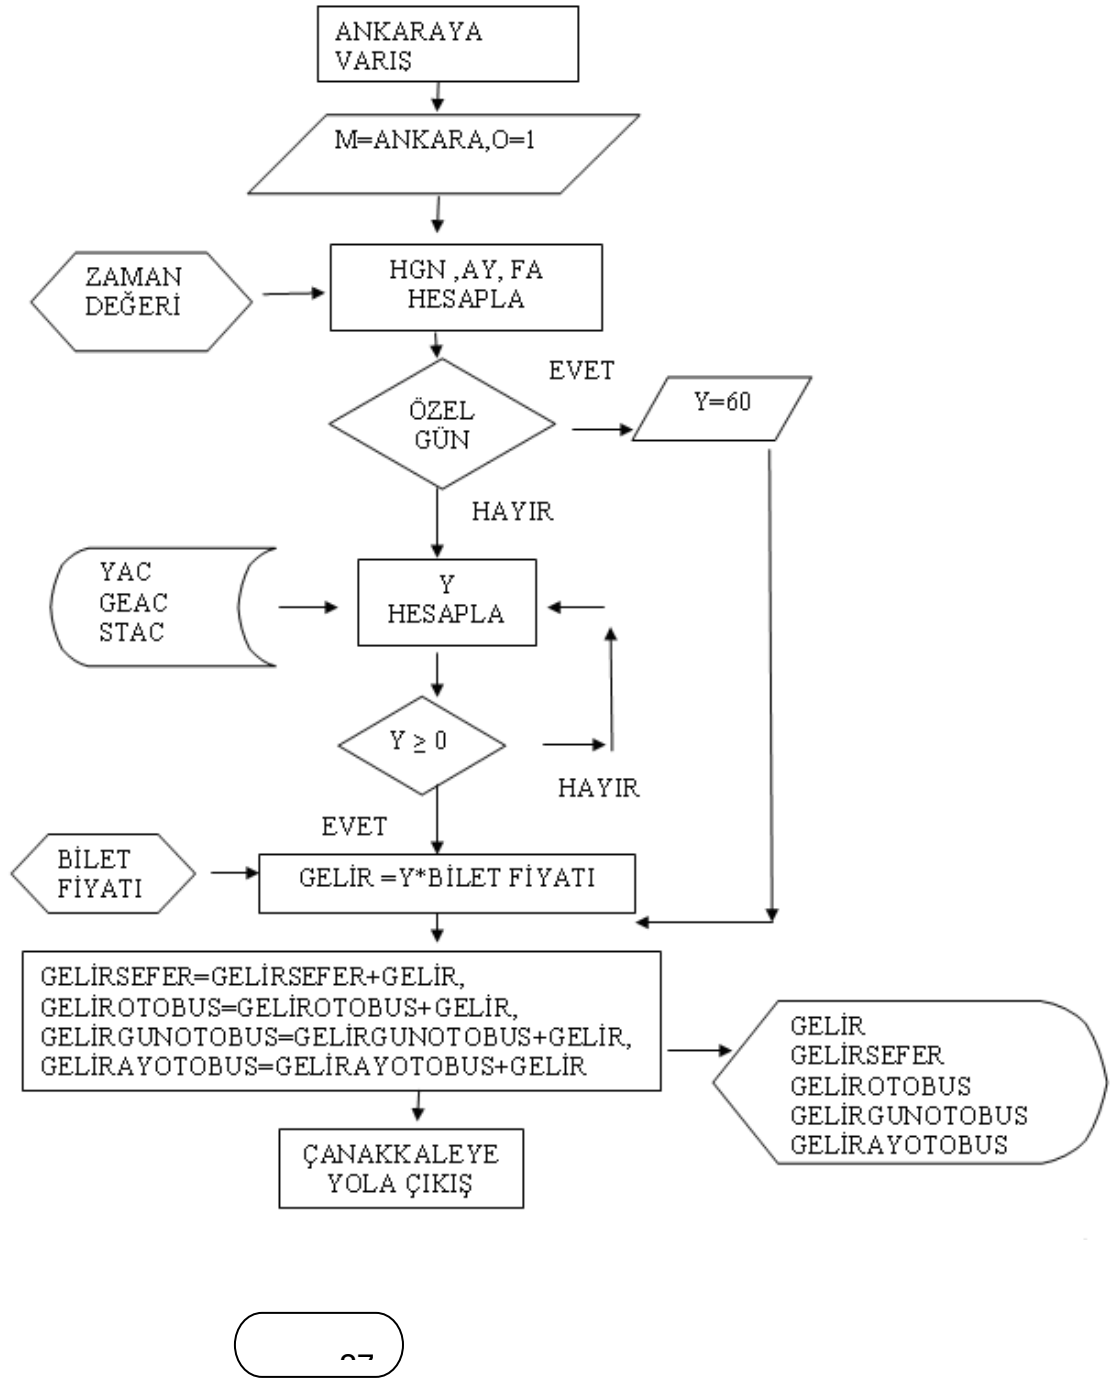 ANKARAYA
VARIŞ
M=ANKARA,O=1
ZAMAN
DEĞERİ
HGN ,AY, FA
HESAPLA
EVET
ÖZEL
GÜN
Y=60
HAYIR
YAC
GEAC
STAC
Y
HESAPLA
Y ≥ 0
HAYIR
EVET
BİLET
FİYATI
GELİR =Y*BİLET FİYATI
GELİRSEFER=GELİRSEFER+GELİR,
GELİROTOBUS=GELİROTOBUS+GELİR,
GELİRGUNOTOBUS=GELİRGUNOTOBUS+GELİR,
GELİRAYOTOBUS=GELİRAYOTOBUS+GELİR
GELİR
GELİRSEFER
GELİROTOBUS
GELİRGUNOTOBUS
GELİRAYOTOBUS
ÇANAKKALEYE
YOLA ÇIKIŞ